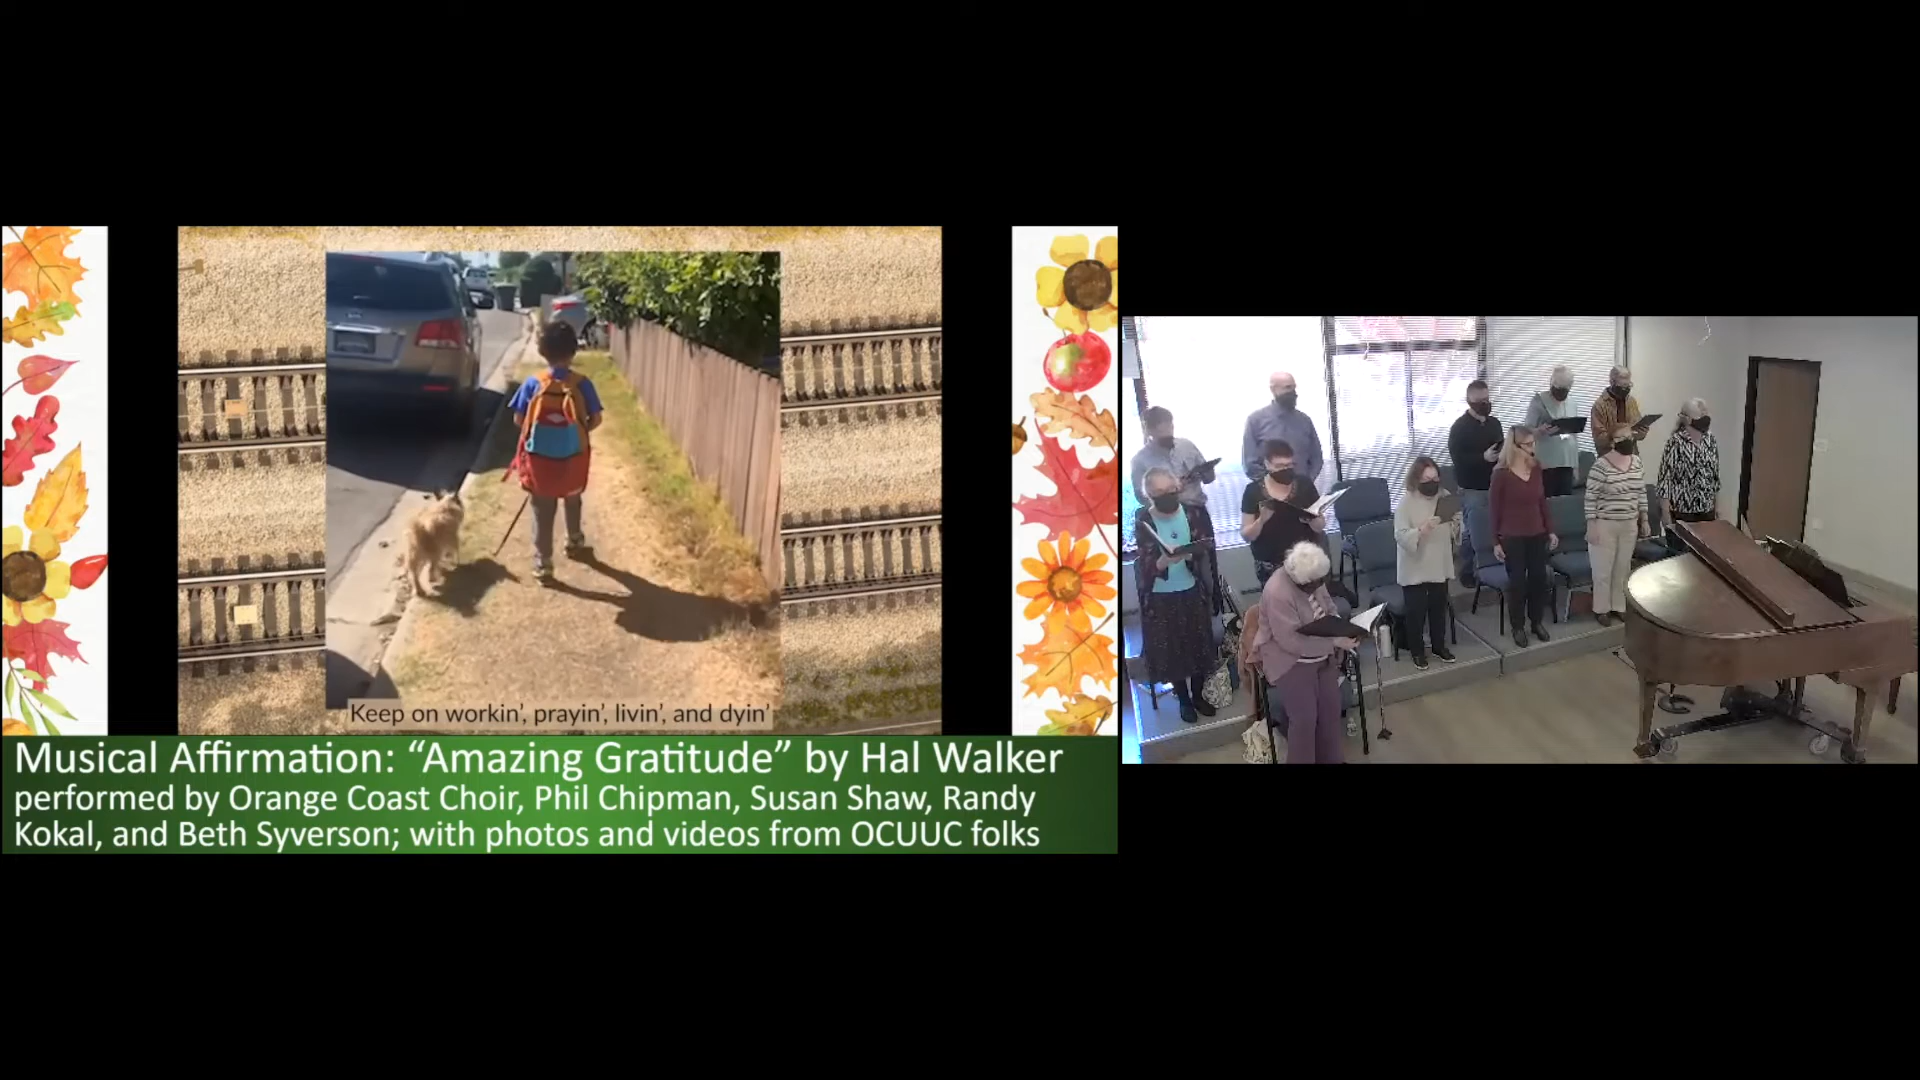 Keep on workin’, prayin’, livin’, and dyin’
Musical Affirmation: “Amazing Gratitude” by Hal Walker
performed by Orange Coast Choir, Phil Chipman, Susan Shaw, Randy
Kokal, and Beth Syverson; with photos and videos from OCUUC folks